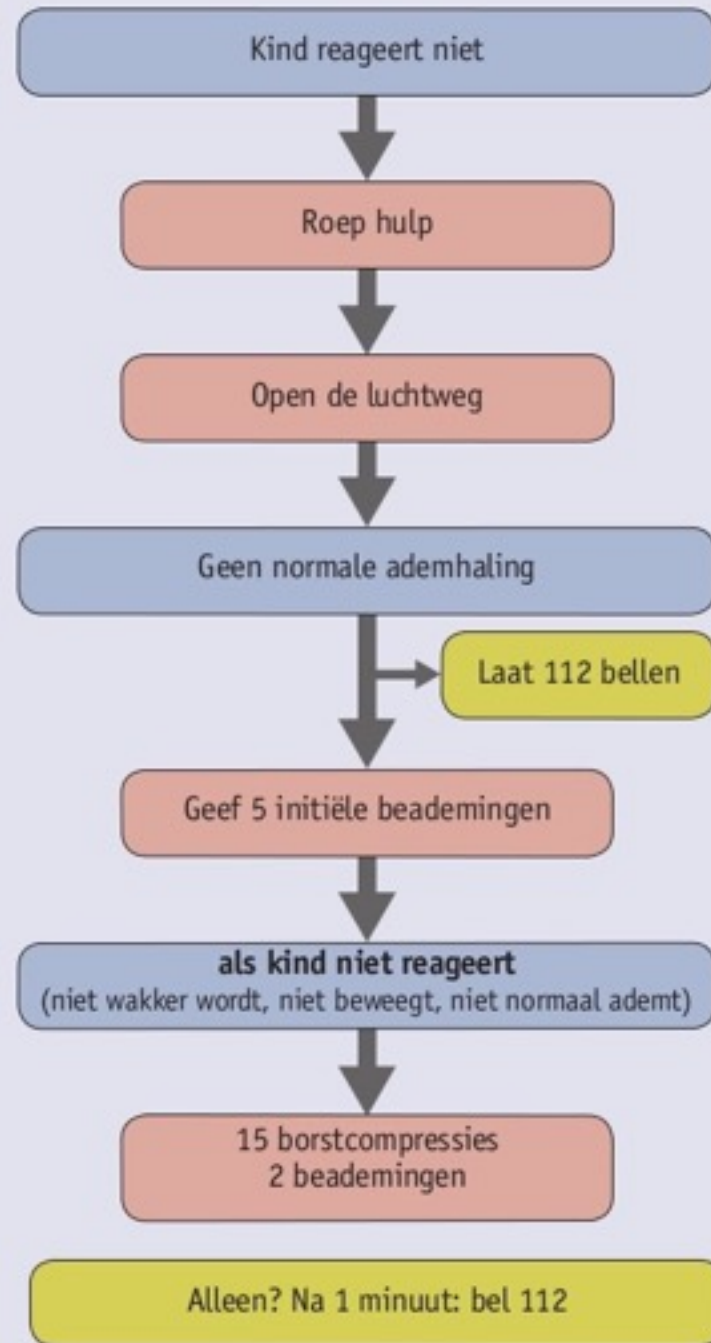 Kind reageert niet
Roep hulp
Open de luchtweg
Geen normale ademhaling
Laat 112 bellen
Geef 5 initiële beademingen
als kind niet reageert
(niet wakker wordt, niet beweegt, niet normaal ademt)
15 borstcompressies
2 beademingen
Alleen? Na 1 minuut: bel 112